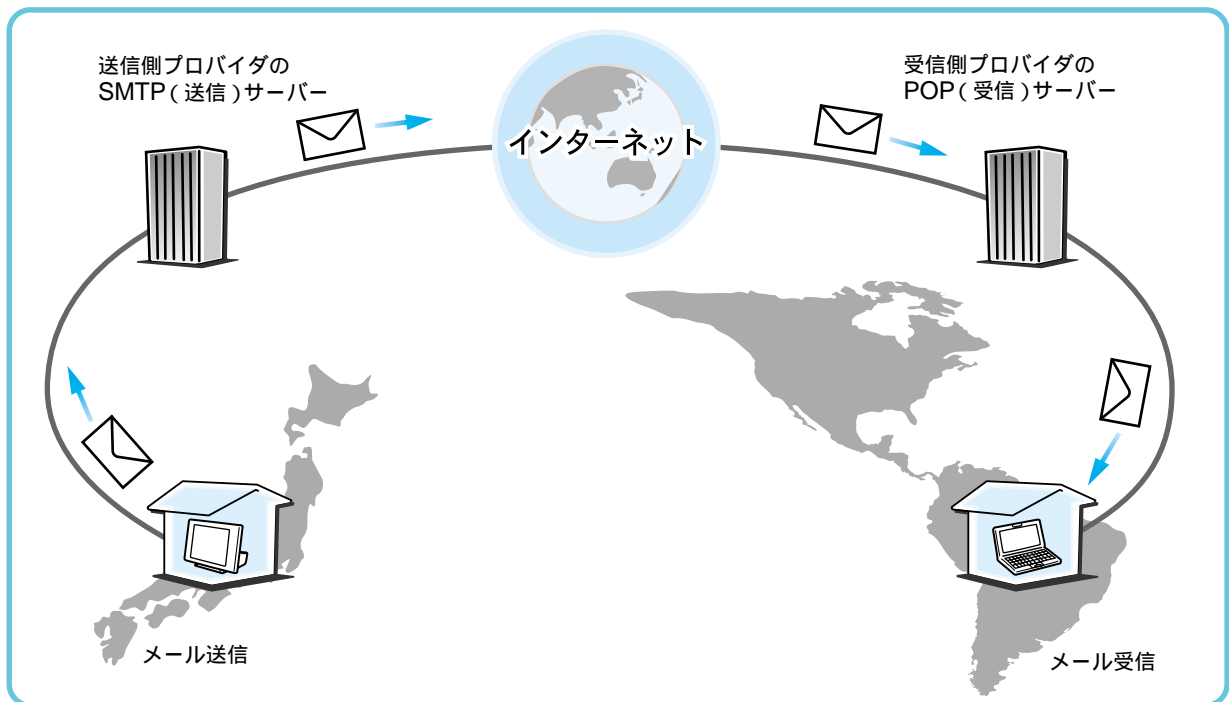 送信側プロバイダの
SMTP(送信)サーバー
受信側プロバイダの
POP(受信)サーバー
インターネット
メール送信
メール受信